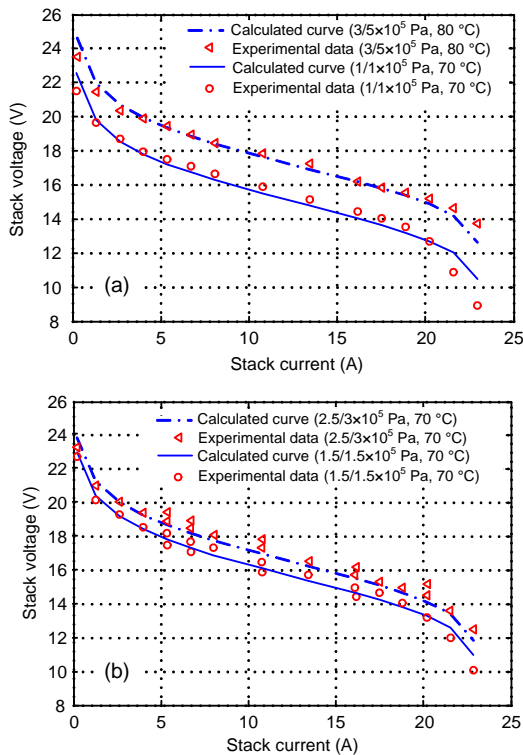 26
24
22
20
18
16
14
12
10
8
Stack voltage (V)
Calculated curve (3/5×10⁵ Pa, 80 °C)
Experimental data (3/5×10⁵ Pa, 80 °C)
Calculated curve (1/1×10⁵ Pa, 70 °C)
Experimental data (1/1×10⁵ Pa, 70 °C)
(a)
0 5 10 15 20 25
Stack current (A)
26
24
22
20
18
16
14
12
10
8
Stack voltage (V)
Calculated curve (2.5/3×10⁵ Pa, 70 °C)
Experimental data (2.5/3×10⁵ Pa, 70 °C)
Calculated curve (1.5/1.5×10⁵ Pa, 70 °C)
Experimental data (1.5/1.5×10⁵ Pa, 70 °C)
(b)
0 5 10 15 20 25
Stack current (A)